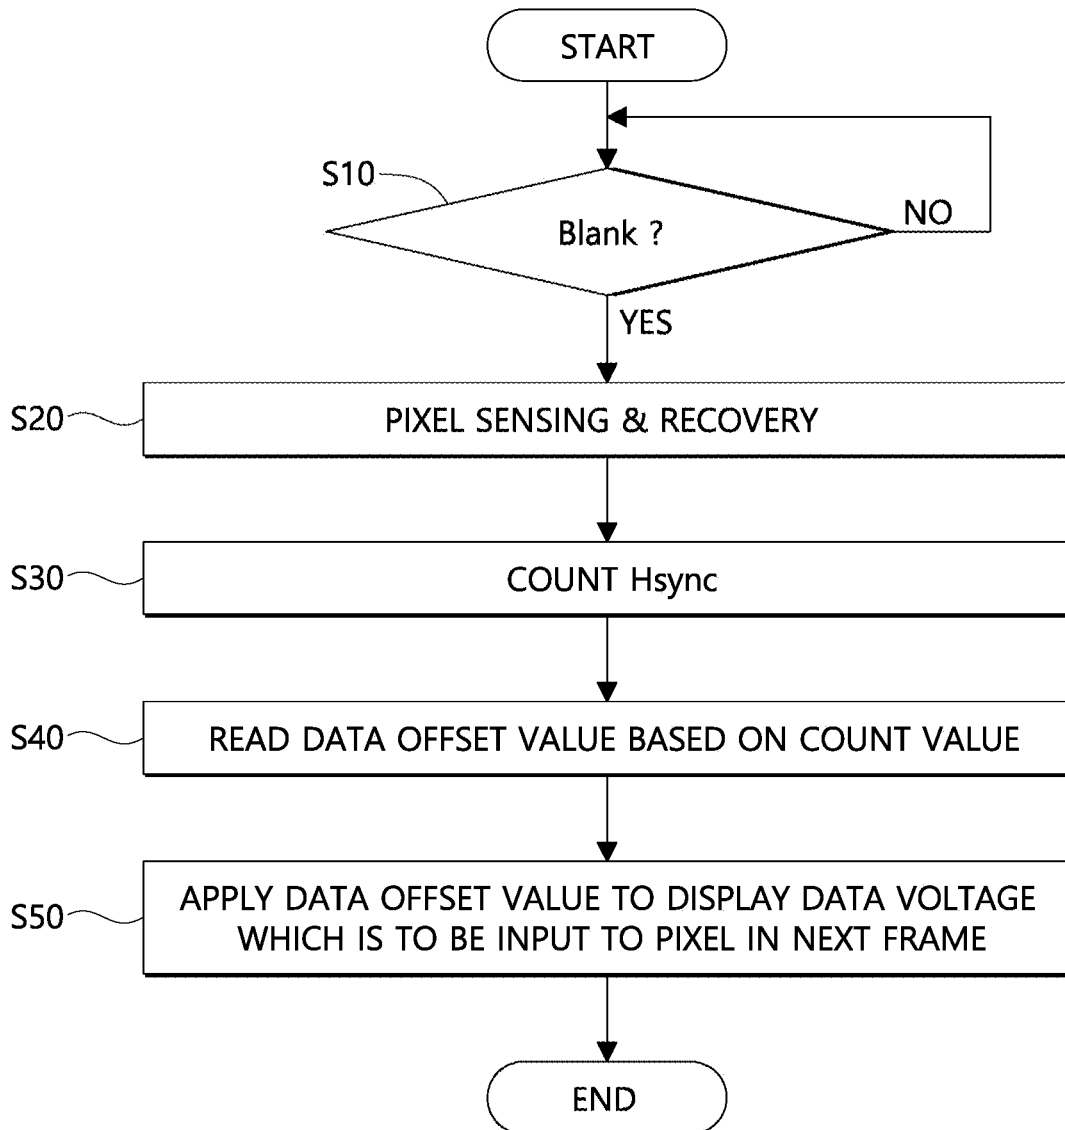 START
S10
Blank ?
NO
YES
S20
PIXEL SENSING & RECOVERY
S30
COUNT Hsync
S40
READ DATA OFFSET VALUE BASED ON COUNT VALUE
S50
APPLY DATA OFFSET VALUE TO DISPLAY DATA VOLTAGE
WHICH IS TO BE INPUT TO PIXEL IN NEXT FRAME
END